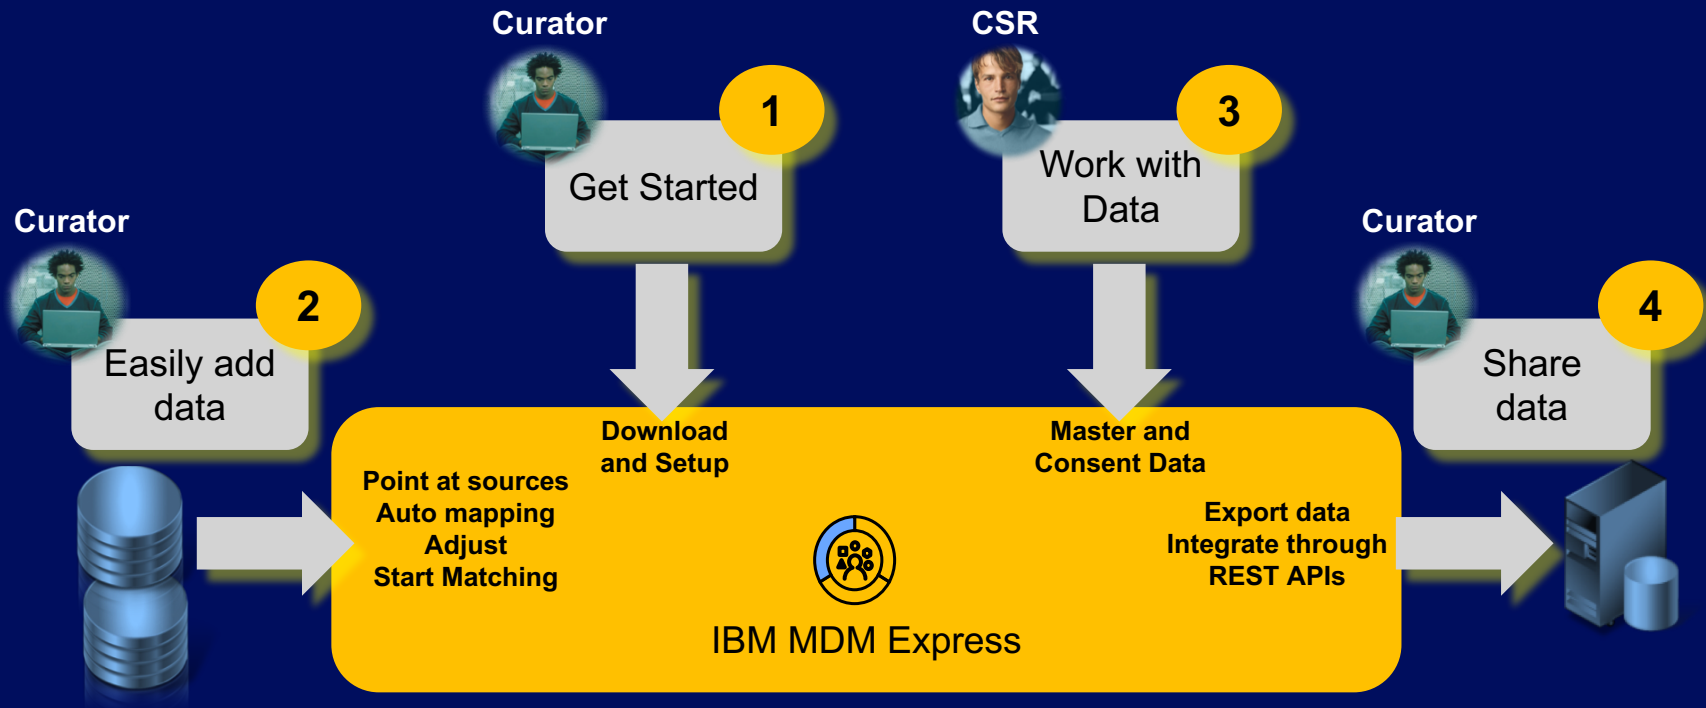 Curator
1
Get Started
CSR
3
Work with
Data
Curator
2
Easily add
data
Curator
4
Share
data
Download
and Setup
Master and
Consent Data
Point at sources
Auto mapping
Adjust
Start Matching
Export data
Integrate through
REST APIs
IBM MDM Express